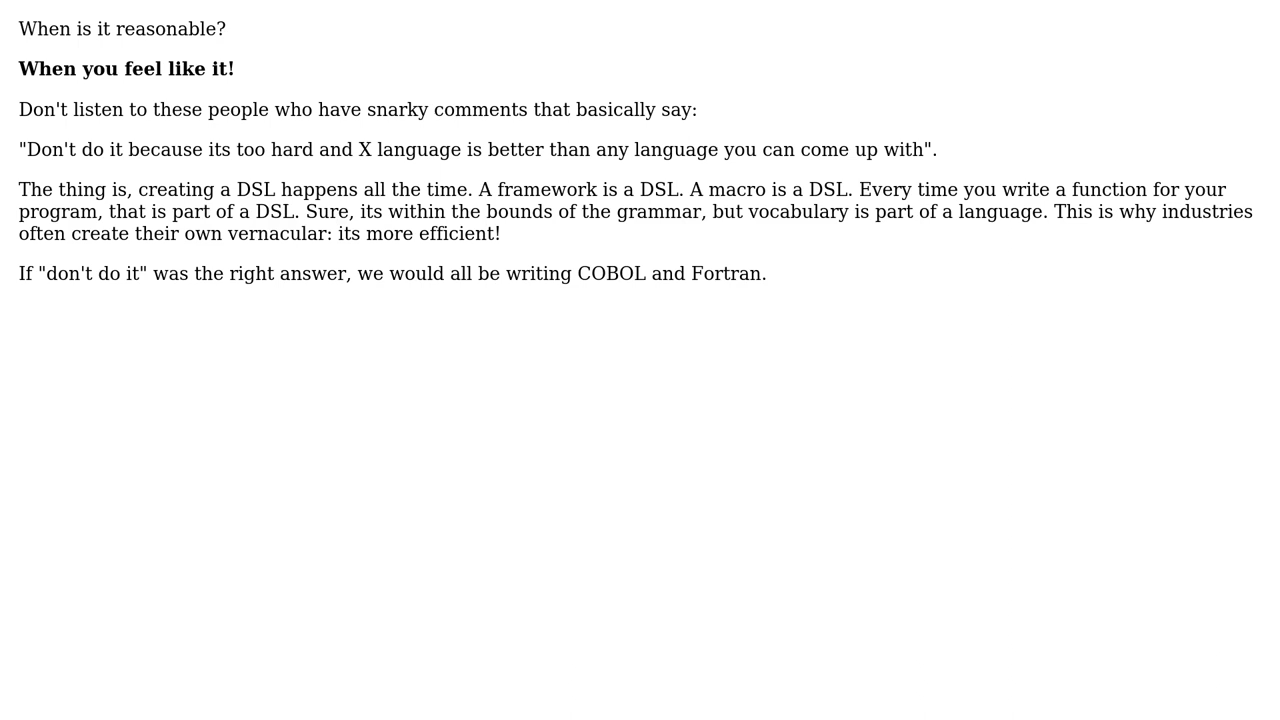 When is it reasonable?
When you feel like it!
Don't listen to these people who have snarky comments that basically say:
"Don't do it because its too hard and X language is better than any language you can come up with".
The thing is, creating a DSL happens all the time. A framework is a DSL. A macro is a DSL. Every time you write a function for your
program, that is part of a DSL. Sure, its within the bounds of the grammar, but vocabulary is part of a language. This is why industries
often create their own vernacular: its more efficient!
If "don't do it" was the right answer, we would all be writing COBOL and Fortran.